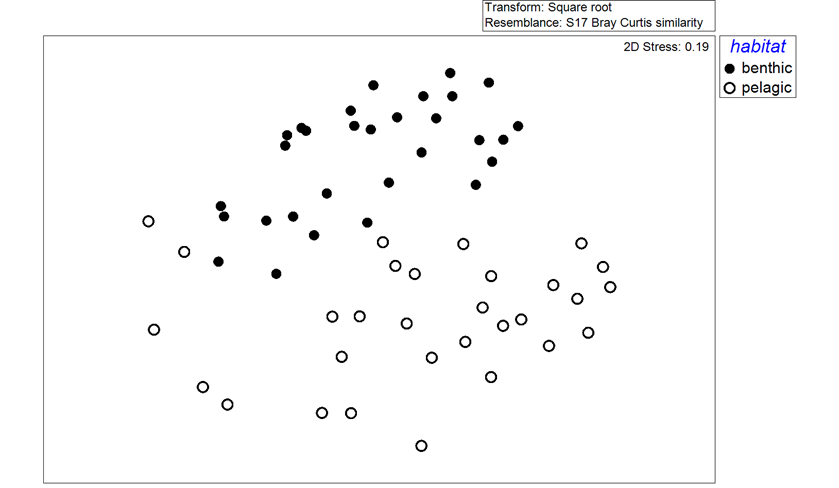 Transform: Square root
Resemblance: S17 Bray Curtis similarity
2D Stress: 0.19
habitat
benthic
pelagic